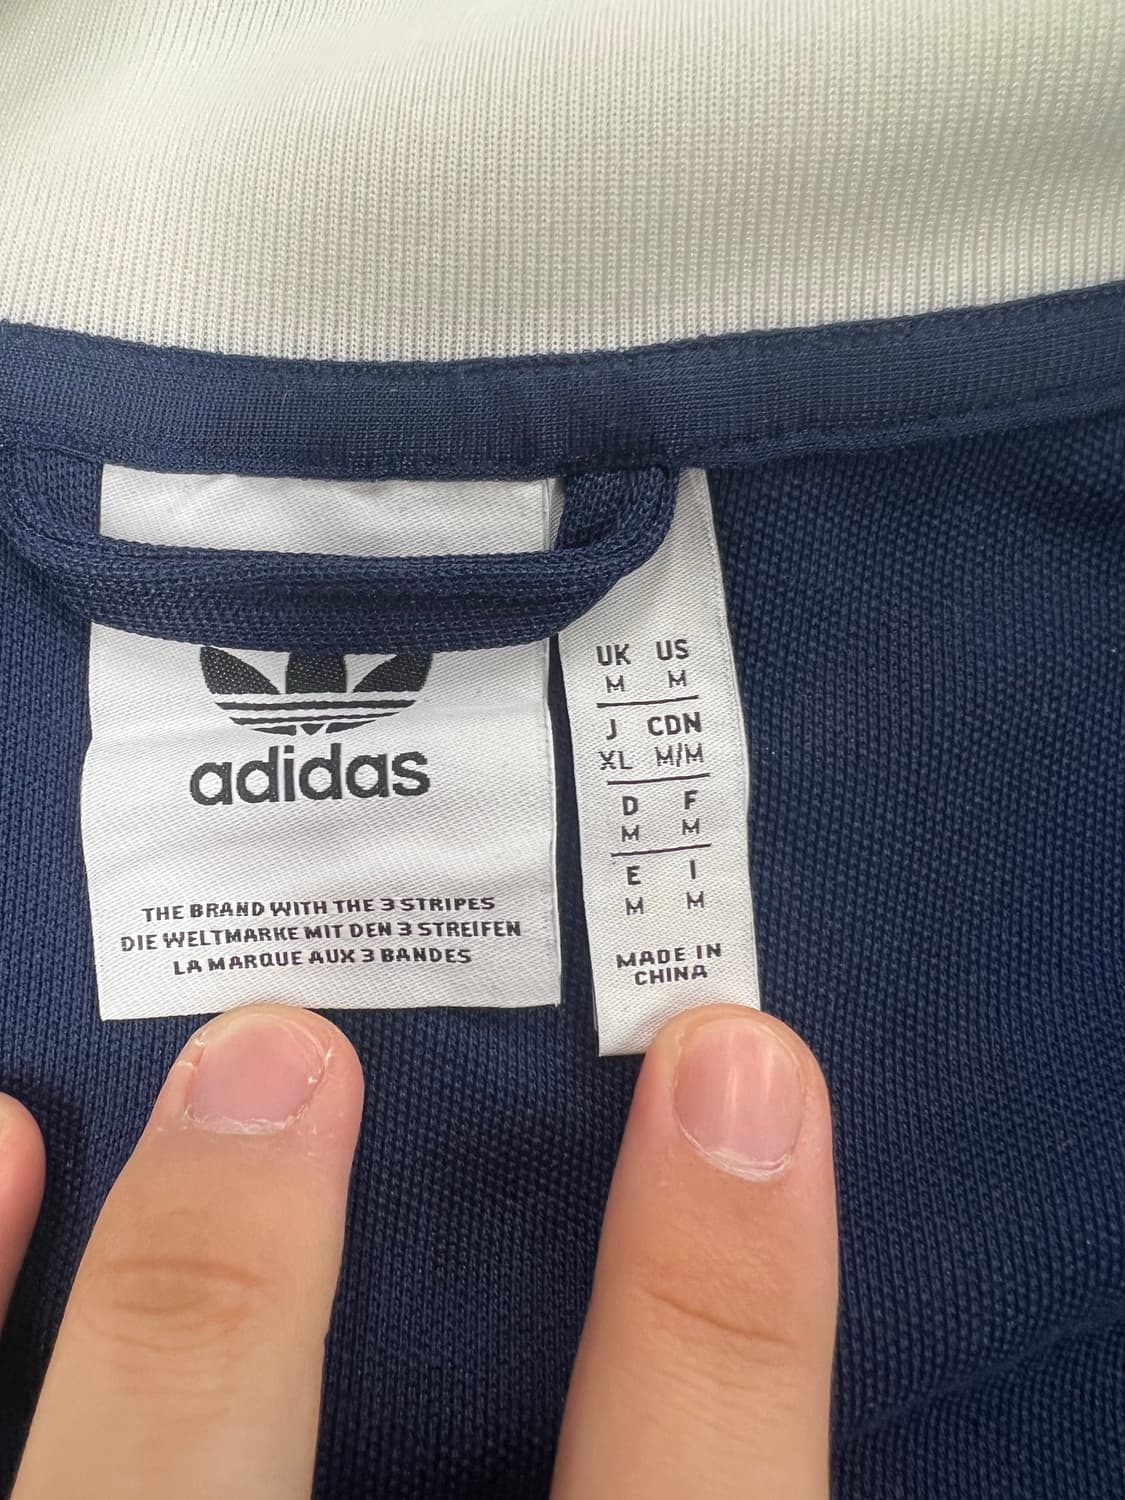 adidas
THE BRAND WITH THE 3 STRIPES
DIE WELTMARKE MIT DEN 3 STREIFEN
LA MARQUE AUX 3 BANDES
UK US
M M
J CDN
XL M/M
D F
M M
E I
M M
MADE IN
CHINA